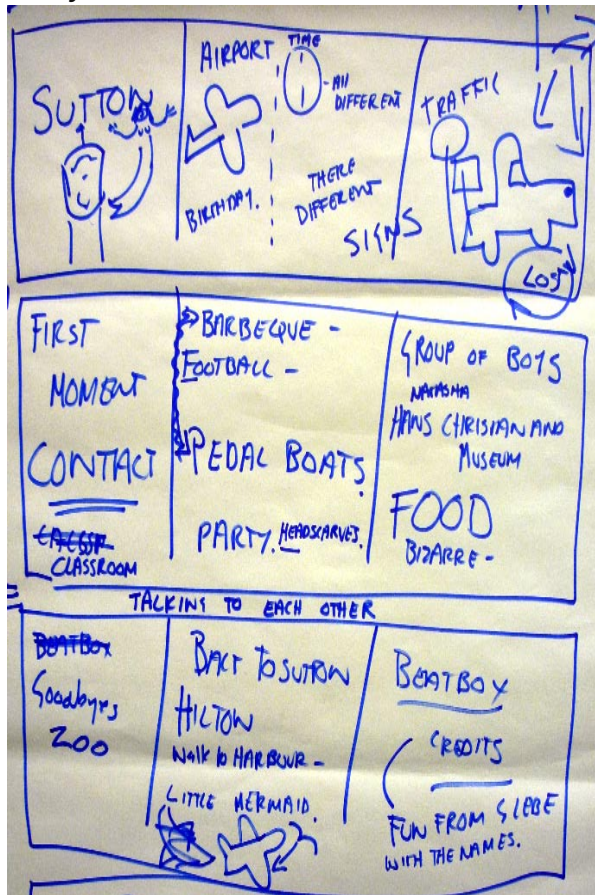 SUTTON
AIRPORT
TIME
- All
DIFFERENT
BIRTHDAY.
THERE
DIFFERENT
SIGNS
TRAFFIC
LOST
FIRST
MOMENT
CONTACT
CLASSROOM
BARBEQUE -
FOOTBALL -
PEDAL BOATS.
PARTY. HEADSCARVES.
GROUP OF BOYS
NATASHA
HANS CHRISIAN AND
MUSEUM
FOOD
BIZARRE -
TALKING TO EACH OTHER
BEATBOX
Goodbyes
ZOO
BACK TO SUTTON
HILTON
Walk to HARBOUR -
LITTLE MERMAID.
BEATBOX
CREDITS
FUN FROM GLEBE
WITH THE NAMES.